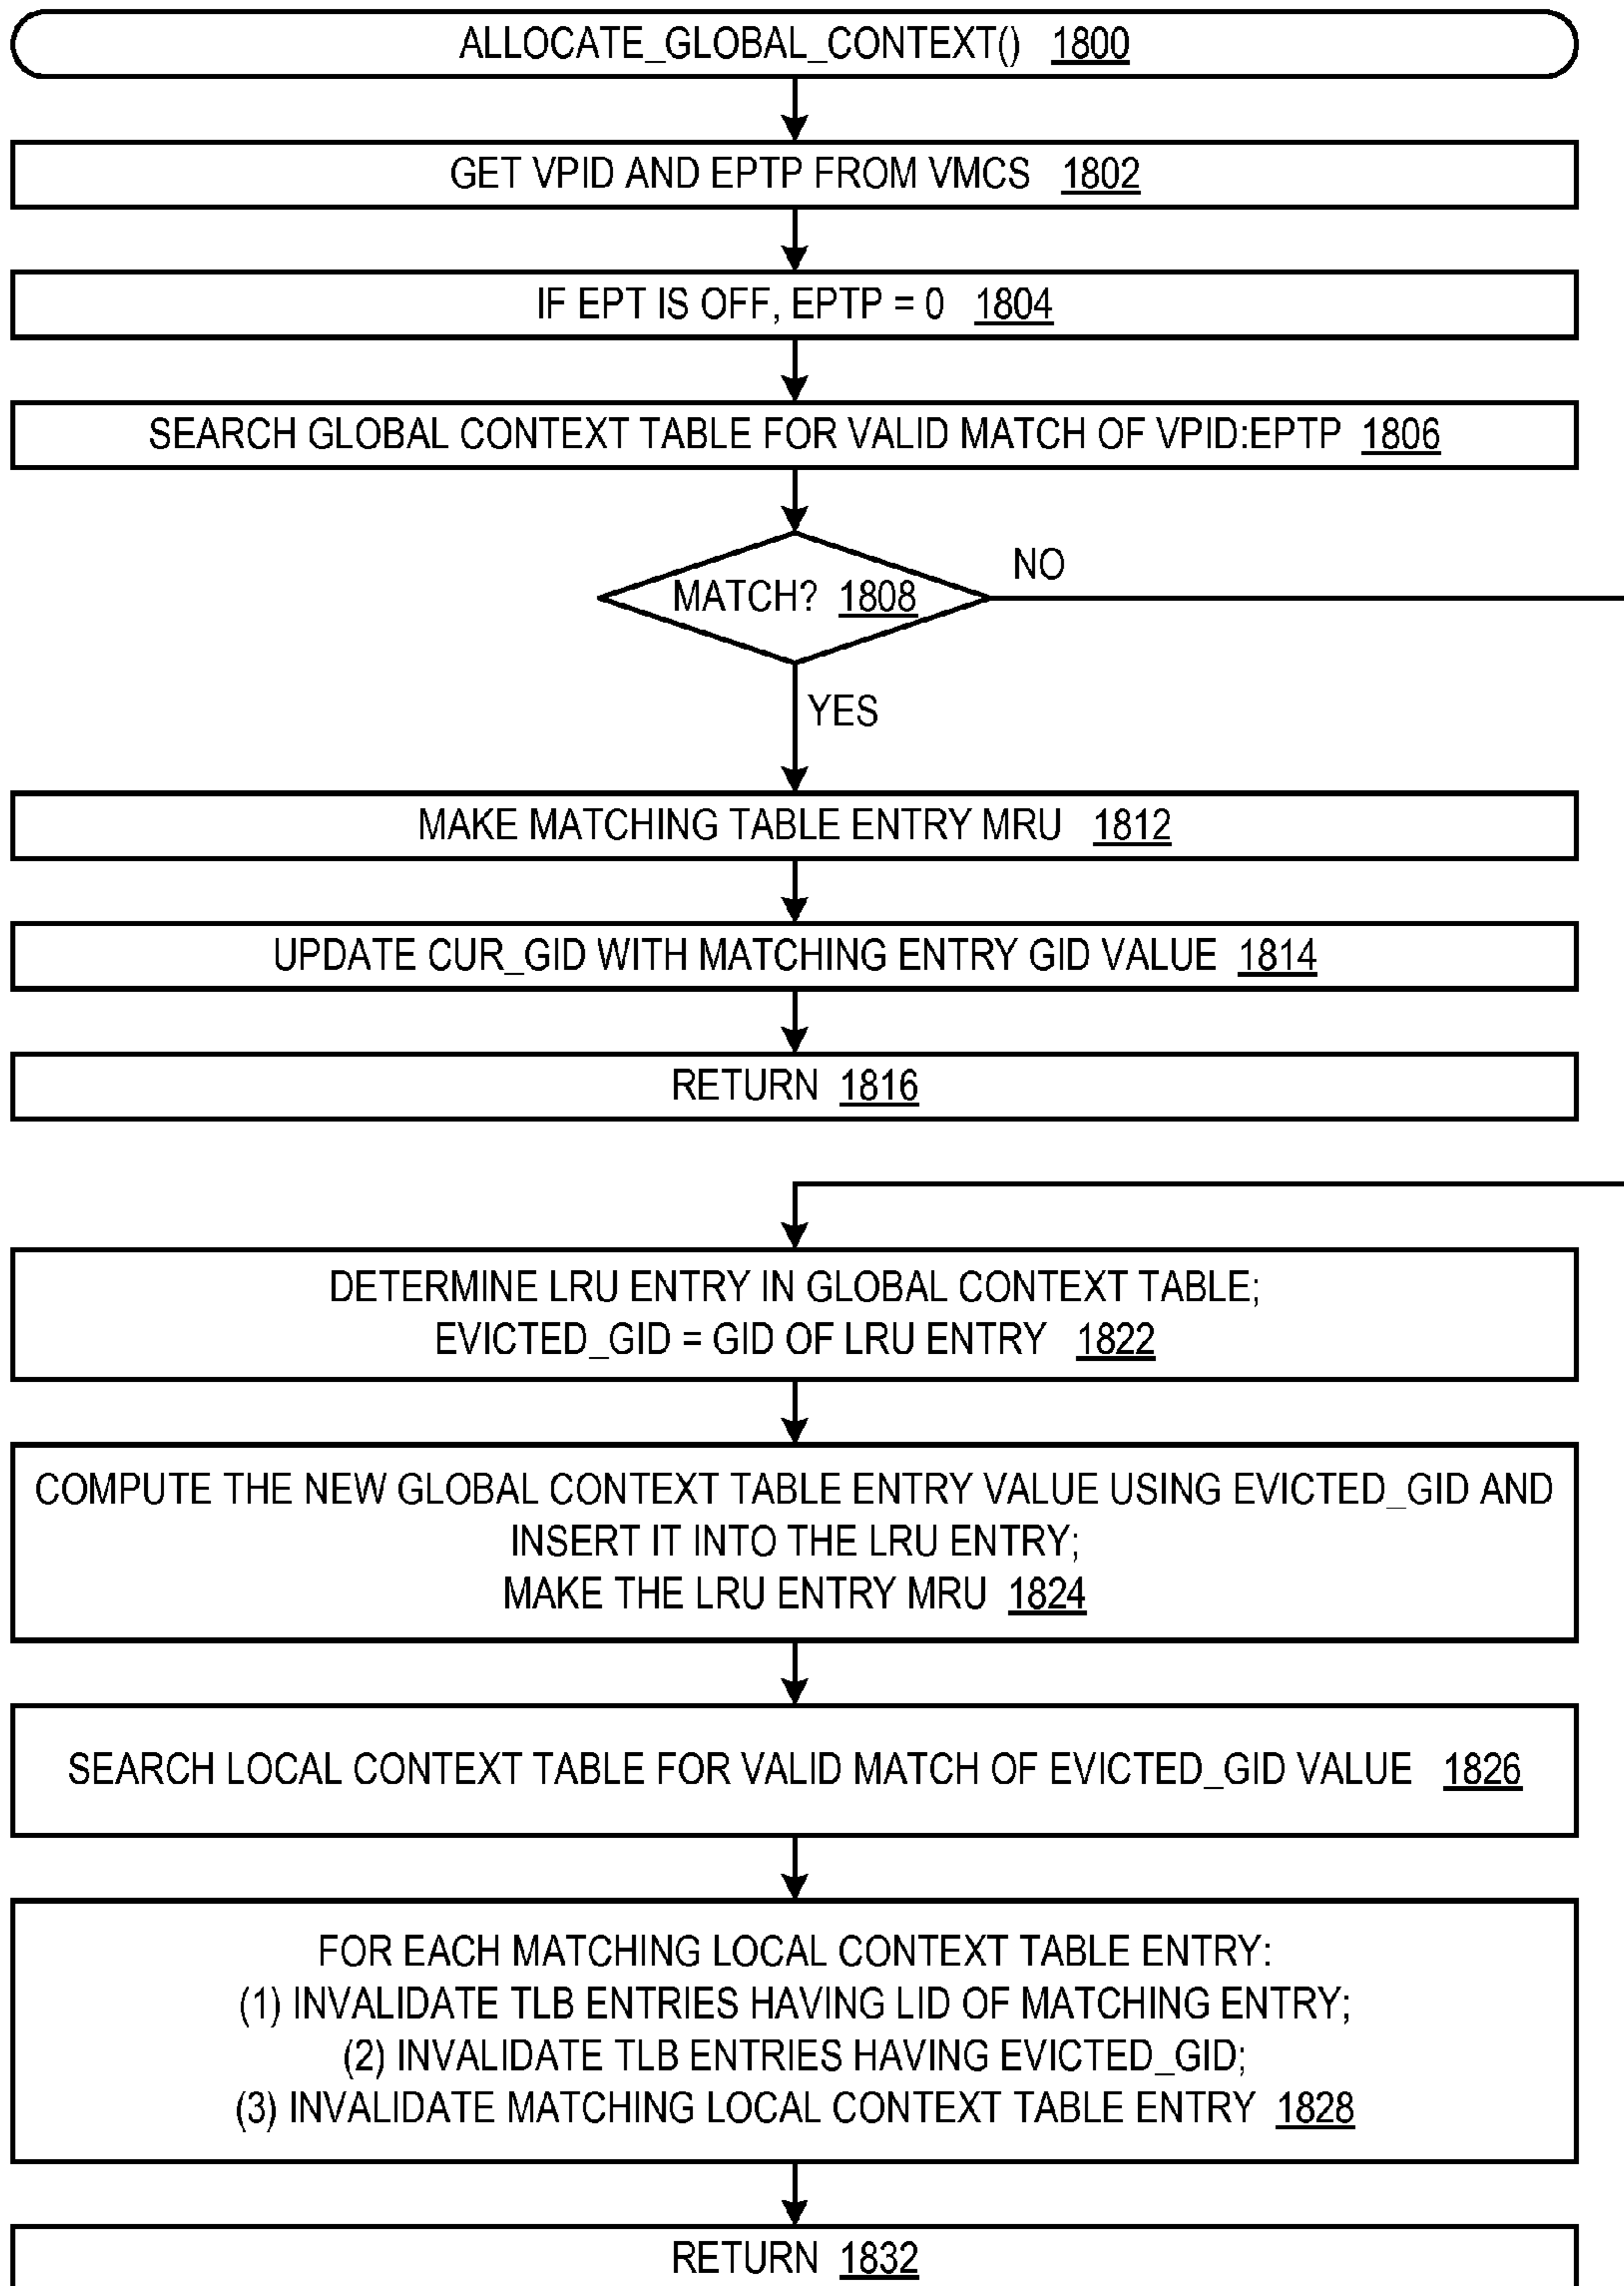 ALLOCATE_GLOBAL_CONTEXT() 1800
GET VPID AND EPTP FROM VMCS 1802
IF EPT IS OFF, EPTP = 0 1804
SEARCH GLOBAL CONTEXT TABLE FOR VALID MATCH OF VPID:EPTP 1806
NO
MATCH? 1808
YES
MAKE MATCHING TABLE ENTRY MRU 1812
UPDATE CUR_GID WITH MATCHING ENTRY GID VALUE 1814
RETURN 1816
DETERMINE LRU ENTRY IN GLOBAL CONTEXT TABLE;
EVICTED_GID = GID OF LRU ENTRY 1822
COMPUTE THE NEW GLOBAL CONTEXT TABLE ENTRY VALUE USING EVICTED_GID AND
INSERT IT INTO THE LRU ENTRY;
MAKE THE LRU ENTRY MRU 1824
SEARCH LOCAL CONTEXT TABLE FOR VALID MATCH OF EVICTED_GID VALUE 1826
FOR EACH MATCHING LOCAL CONTEXT TABLE ENTRY:
(1) INVALIDATE TLB ENTRIES HAVING LID OF MATCHING ENTRY;
(2) INVALIDATE TLB ENTRIES HAVING EVICTED_GID;
(3) INVALIDATE MATCHING LOCAL CONTEXT TABLE ENTRY 1828
RETURN 1832